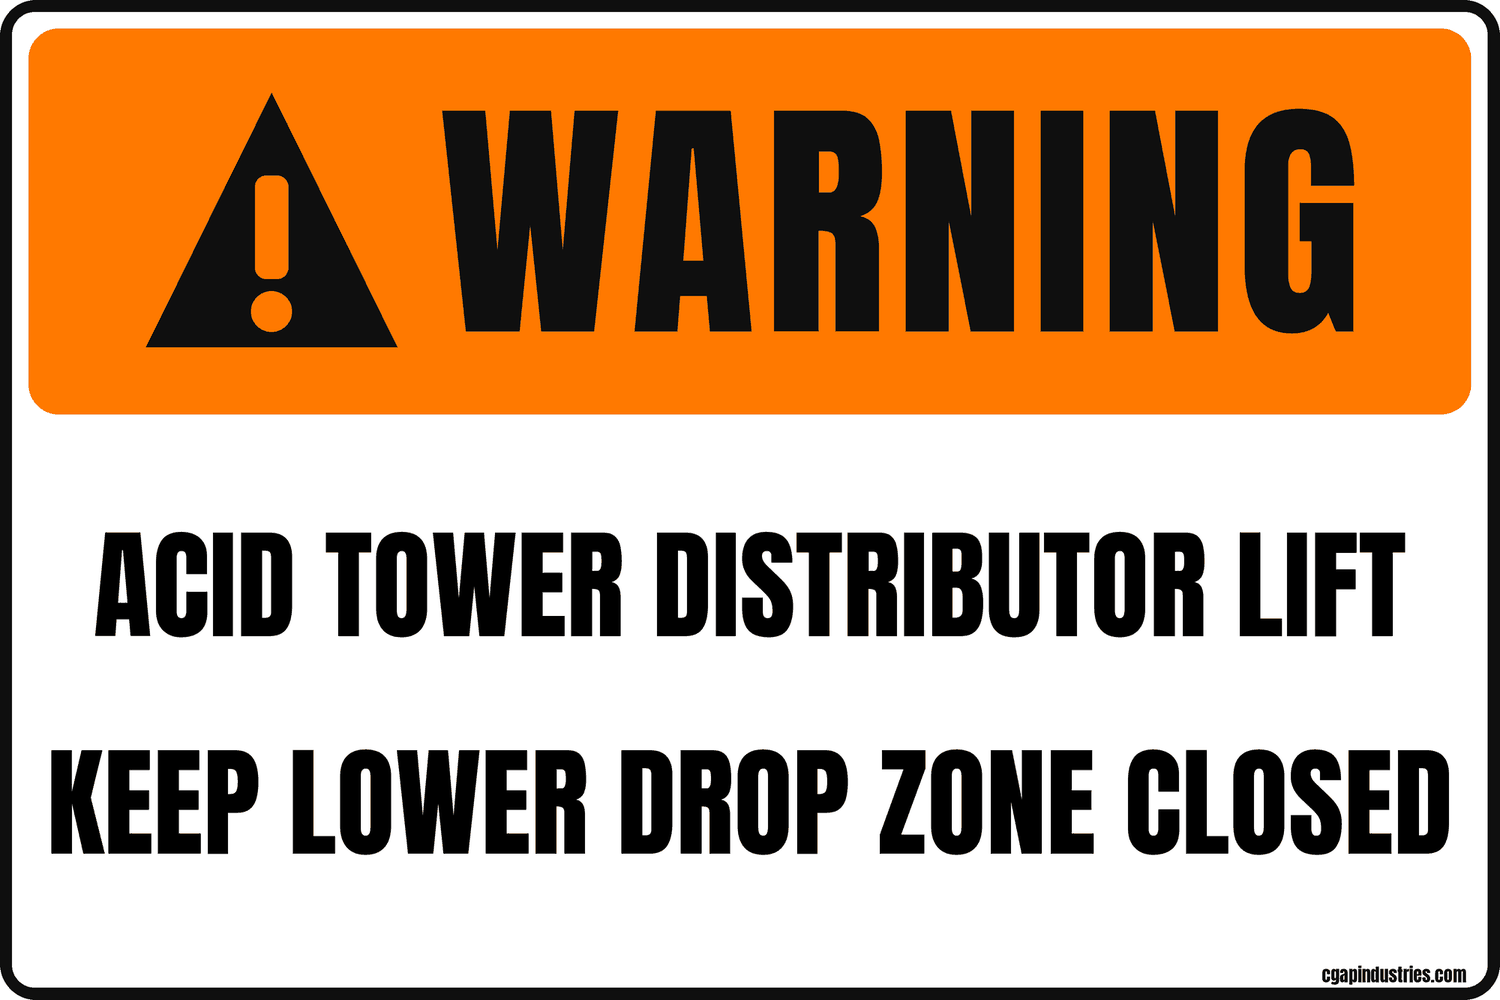 WARNING
ACID TOWER DISTRIBUTOR LIFT
KEEP LOWER DROP ZONE CLOSED
cgapindustries.com